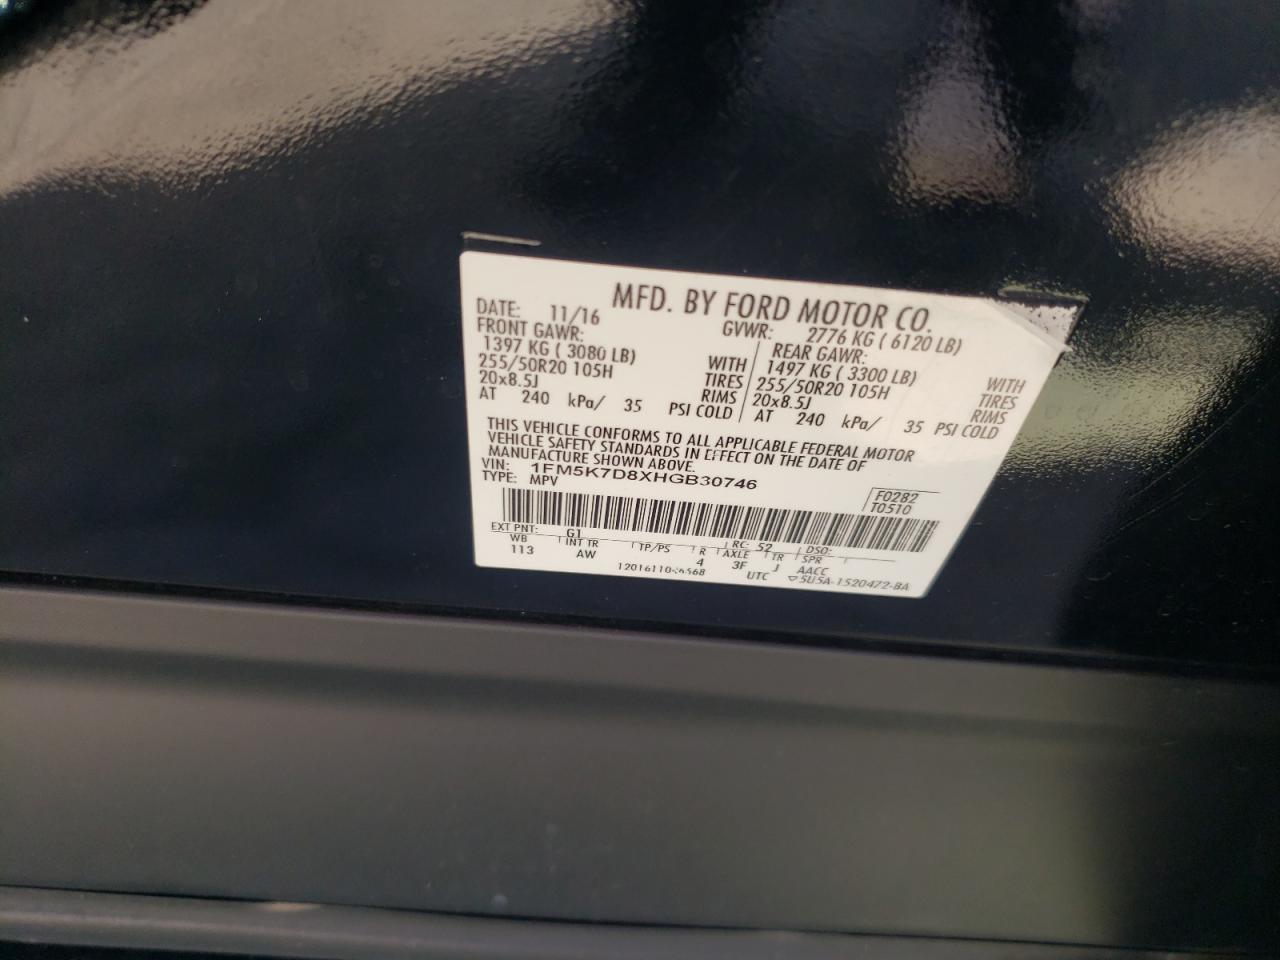 MFD. BY FORD MOTOR CO.
DATE: 11/16 GVWR: 2776 KG ( 6120 LB)
FRONT GAWR: REAR GAWR:
1397 KG ( 3080 LB) WITH 1497 KG ( 3300 LB) WITH
255/50R20 105H TIRES 255/50R20 105H TIRES
20x8.5J RIMS 20x8.5J RIMS
AT 240 kPa/ 35 PSI COLD AT 240 kPa/ 35 PSI COLD
THIS VEHICLE CONFORMS TO ALL APPLICABLE FEDERAL MOTOR
VEHICLE SAFETY STANDARDS IN EFFECT ON THE DATE OF
MANUFACTURE SHOWN ABOVE.
VIN: 1FM5K7D8XHGB30746
TYPE: MPV
F0282
T0510
EXT PNT: G1 RC: 52 DSO:
WB INT TR TP/PS R AXLE TR SPR
113 AW 4 3F J AACC
UTC 5U5A-1520472-BA